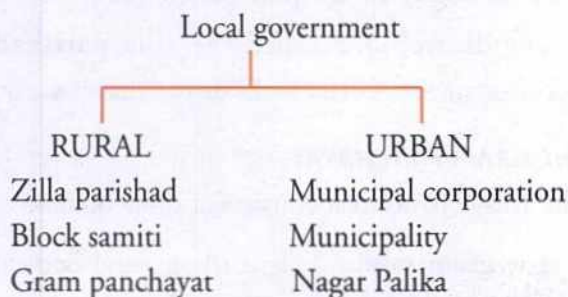 Local government
RURAL URBAN
Zilla parishad Municipal corporation
Block samiti Municipality
Gram panchayat Nagar Palika